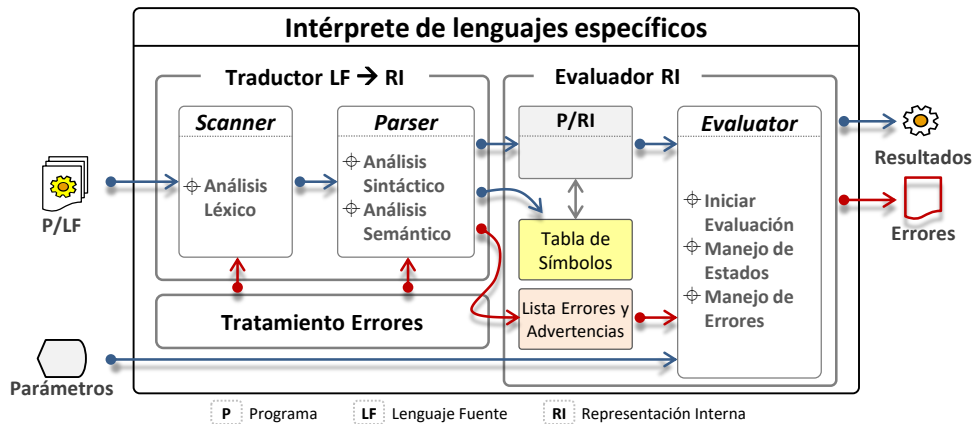 Intérprete de lenguajes específicos
Traductor LF → RI
Evaluador RI
Scanner
Análisis
Léxico
Parser
Análisis
Sintáctico
Análisis
Semántico
P/RI
Tabla de
Símbolos
Lista Errores y
Advertencias
Evaluator
Iniciar
Evaluación
Manejo de
Estados
Manejo de
Errores
Tratamiento Errores
P/LF
Parámetros
Resultados
Errores
P Programa
LF Lenguaje Fuente
RI Representación Interna